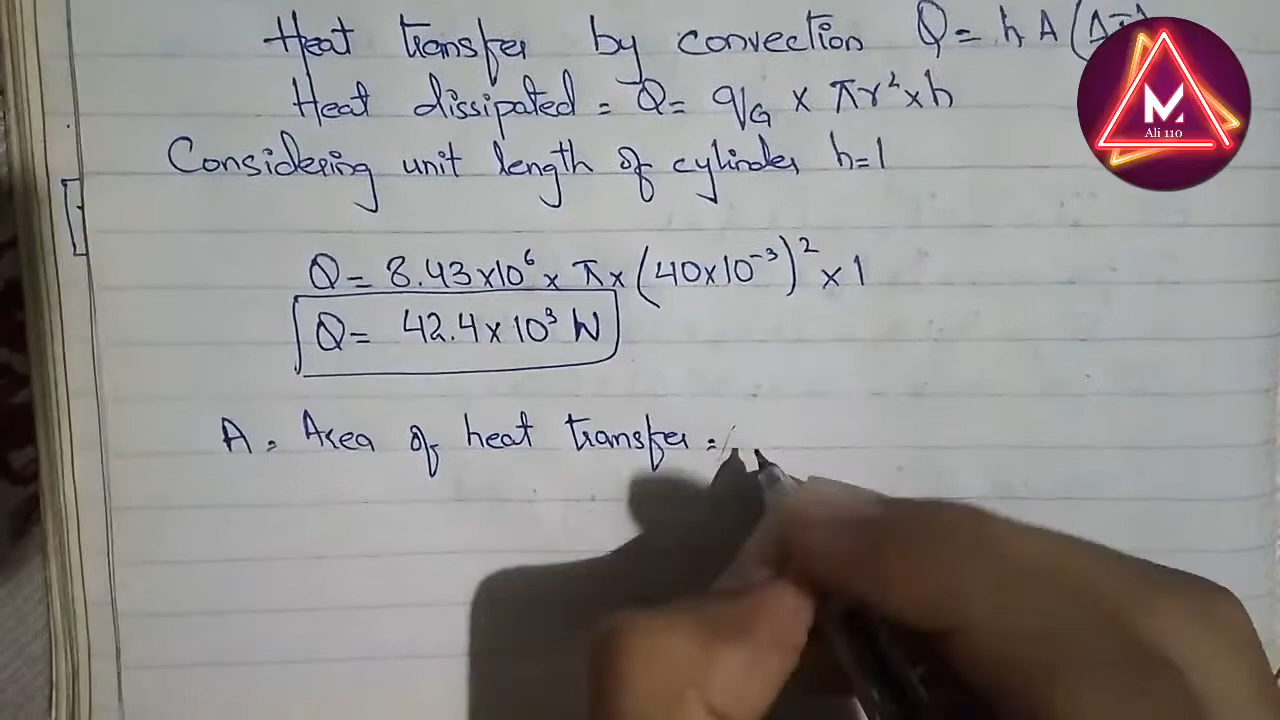 Heat transfer by convection Q = h A (ΔT)
Heat dissipated = Q = qG × πr² × h
Considering unit length of cylinder h=1
Q = 8.43×10⁶ × π × (40×10⁻³)² × 1
Q = 42.4×10³ W
A = Area of heat transfer =
M.
Ali 110